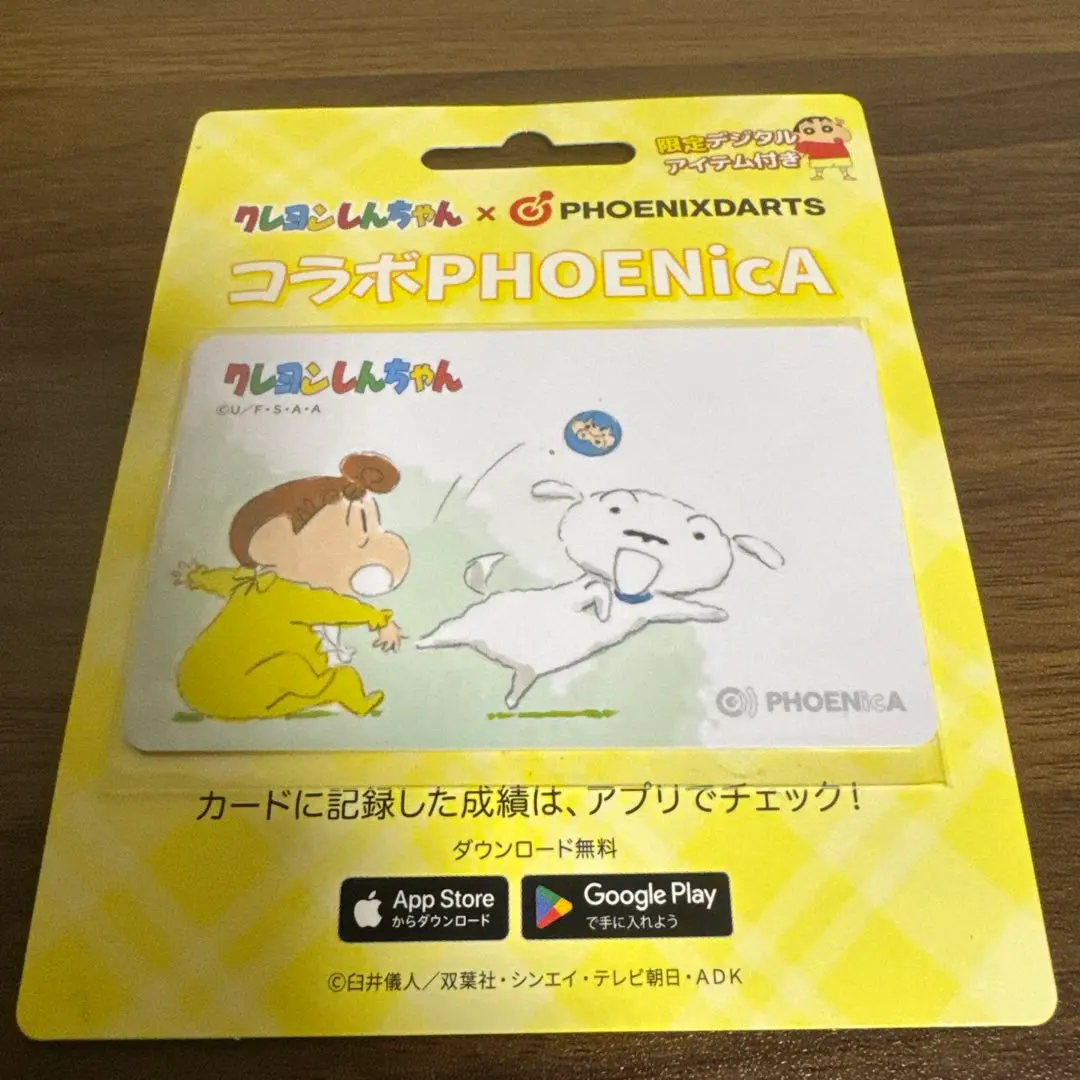 限定デジタル
アイテム付き
クレヨンしんちゃん × PHOENIXDARTS
コラボPHOENicA
クレヨンしんちゃん
©U/F・S・A・A
PHOENicA
カードに記録した成績は、アプリでチェック!
ダウンロード無料
App Store
からダウンロード
Google Play
で手に入れよう
©臼井儀人/双葉社・シンエイ・テレビ朝日・ADK